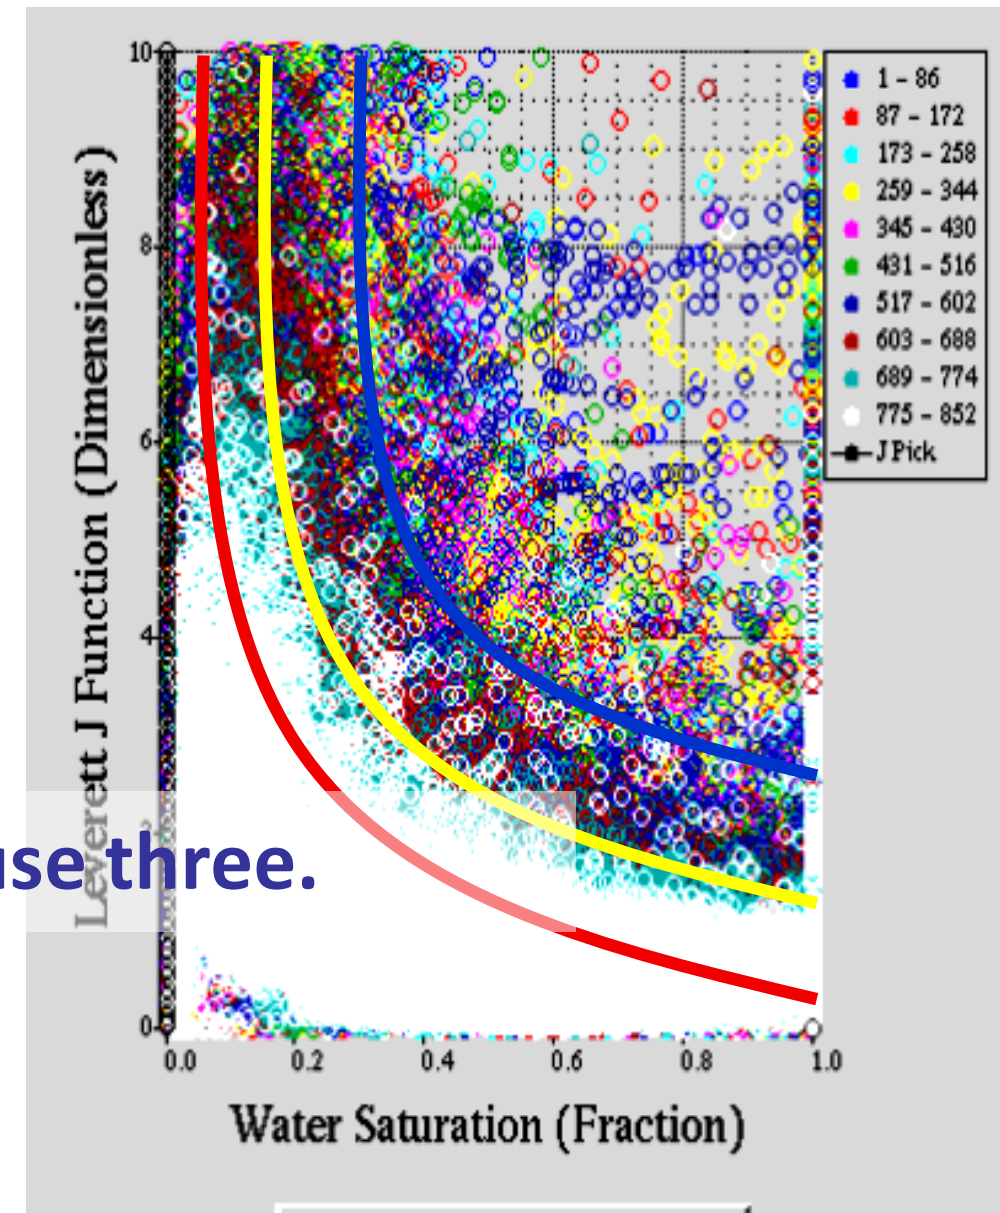 10
8
6
4
0
0.0 0.2 0.4 0.6 0.8 1.0
Leverett J Function (Dimensionless)
Water Saturation (Fraction)
1 - 86
87 - 172
173 - 258
259 - 344
345 - 430
431 - 516
517 - 602
603 - 688
689 - 774
775 - 852
J Pick
use three.